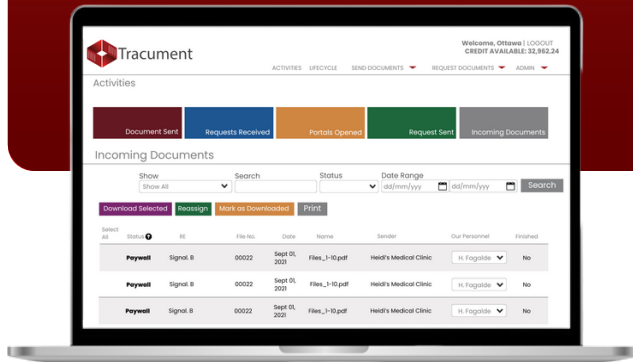 Tracument
Welcome, Ottawa | LOGOUT
CREDIT AVAILABLE: 32,962.24
ACTIVITIES LIFECYCLE SEND DOCUMENTS REQUEST DOCUMENTS ADMIN
Activities
Document Sent Requests Received Portals Opened Request Sent Incoming Documents
Incoming Documents
Show Search Status Date Range
Show All dd/mm/yyy dd/mm/yyy Search
Download Selected Reassign Mark as Downloaded Print
Select
All Status RE File No. Date Name Sender Our Personnel Finished
Paywall Signal. B 00022 Sept 01,
2021 Files_1-10.pdf Heidi's Medical Clinic H. Fagalde No
Paywall Signal. B 00022 Sept 01,
2021 Files_1-10.pdf Heidi's Medical Clinic H. Fagalde No
Paywall Signal. B 00022 Sept 01,
2021 Files_1-10.pdf Heidi's Medical Clinic H. Fagalde No